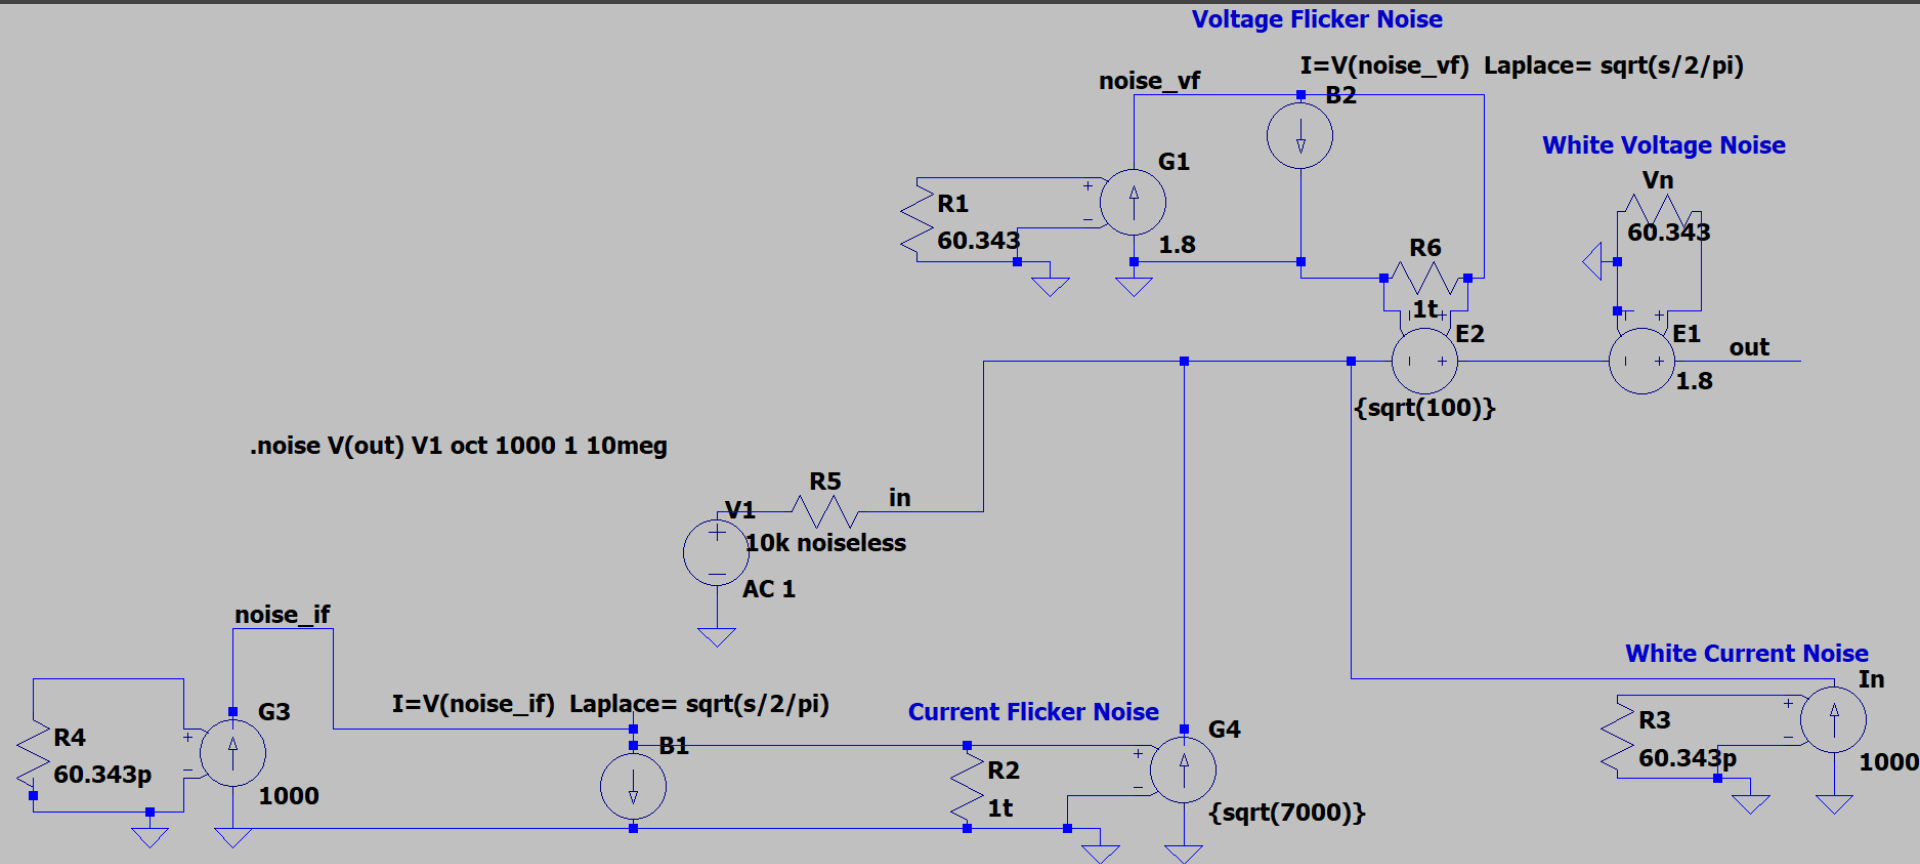 Voltage Flicker Noise
I=V(noise_vf) Laplace= sqrt(s/2/pi)
noise_vf
B2
White Voltage Noise
G1
Vn
R1
60.343
60.343
1.8
R6
+
−
1t
+
E2
+
E1
out
1.8
+
+
{sqrt(100)}
.noise V(out) V1 oct 1000 1 10meg
R5
in
V1
+
10k noiseless
−
AC 1
noise_if
White Current Noise
In
I=V(noise_if) Laplace= sqrt(s/2/pi)
Current Flicker Noise
G3
+
R3
G4
R4
+
B1
+
−
60.343p
1000
60.343p
−
R2
−
1000
1t
{sqrt(7000)}